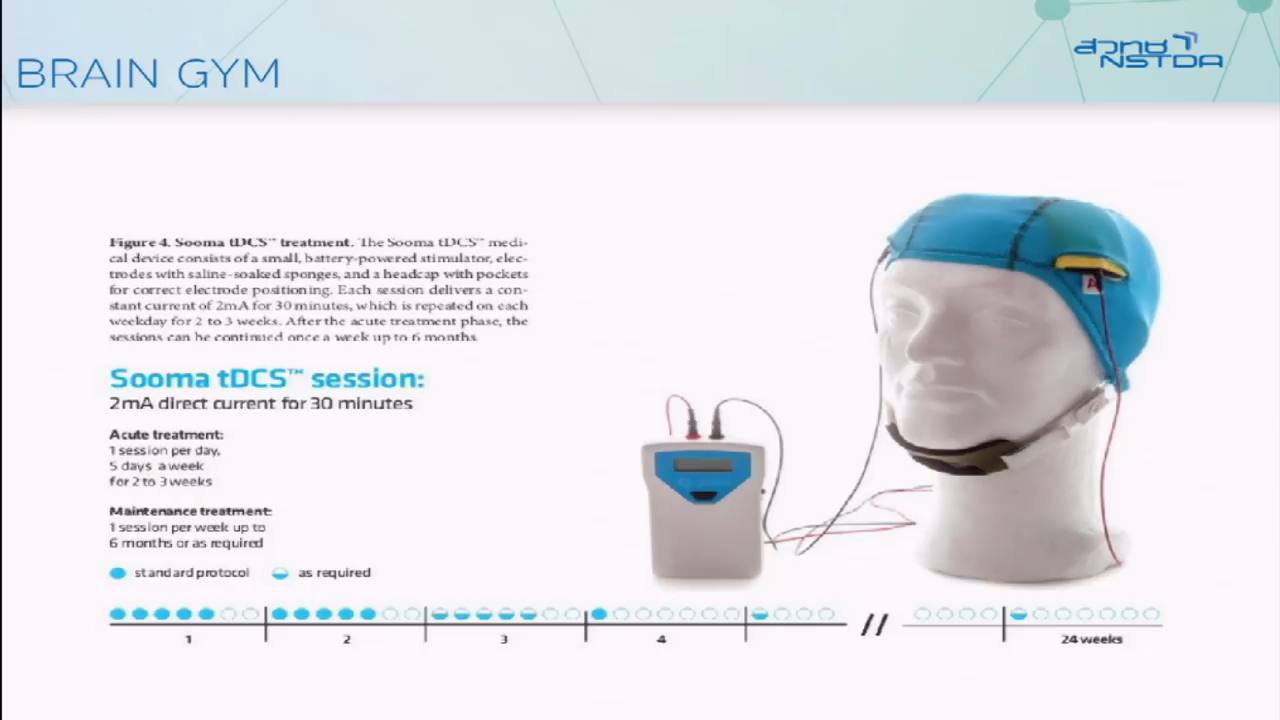 BRAIN GYM
สวทช
NSTDA
Figure 4. Sooma tDCS™ treatment. The Sooma tDCS™ medi-
cal device consists of a small, battery-powered stimulator, elec-
trodes with saline-soaked sponges, and a headcap with pockets
for correct electrode positioning. Each session delivers a con-
stant current of 2mA for 30 minutes, which is repeated on each
weekday for 2 to 3 weeks. After the acute treatment phase, the
sessions can be continued once a week up to 6 months.
Sooma tDCS™ session:
2mA direct current for 30 minutes
Acute treatment:
1 session per day,
5 days a week
for 2 to 3 weeks
Maintenance treatment:
1 session per week up to
6 months or as required
standard protocol as required
A
1 2 3 4 // 24 weeks